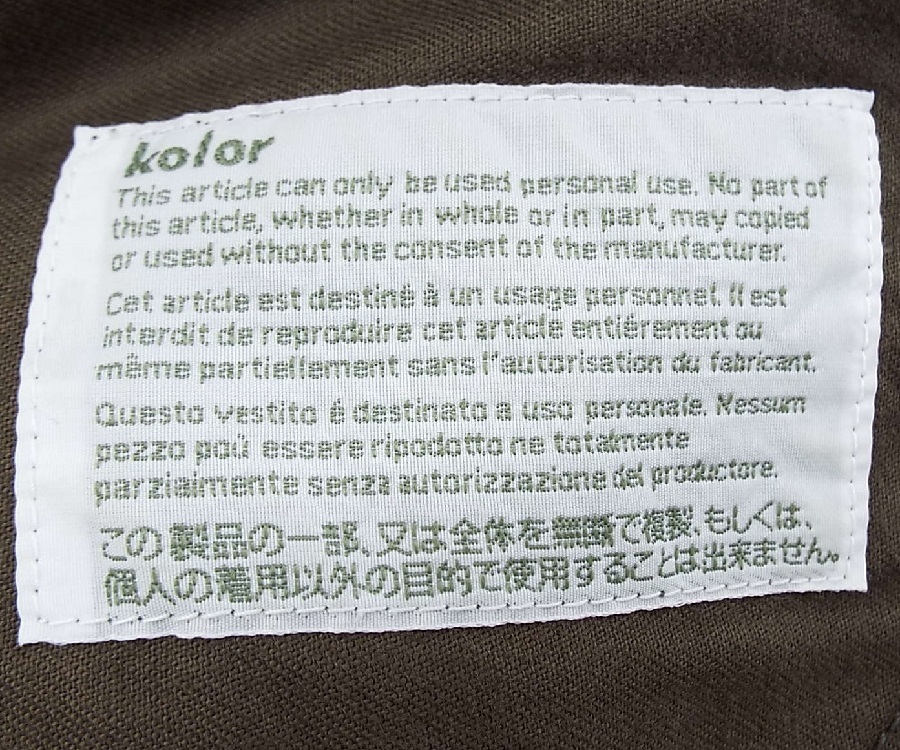 kolor
This article can only be used personal use. No part of
this article, whether in whole or in part, may copied
or used without the consent of the manufacturer.
Cet article est destiné à un usage personnel. Il est
interdit de reproduire cet article entiérement ou
même partiellement sans l'autorisation du fabricant.
Questo vestito é destinato a uso personale. Nessum
pezzo poù essere ripodotto ne totalmente
parzialmente senza autorizzazione del productore.
この製品の一部、又は全体を無断で複製、もしくは、
個人の着用以外の目的で使用することは出来ません。